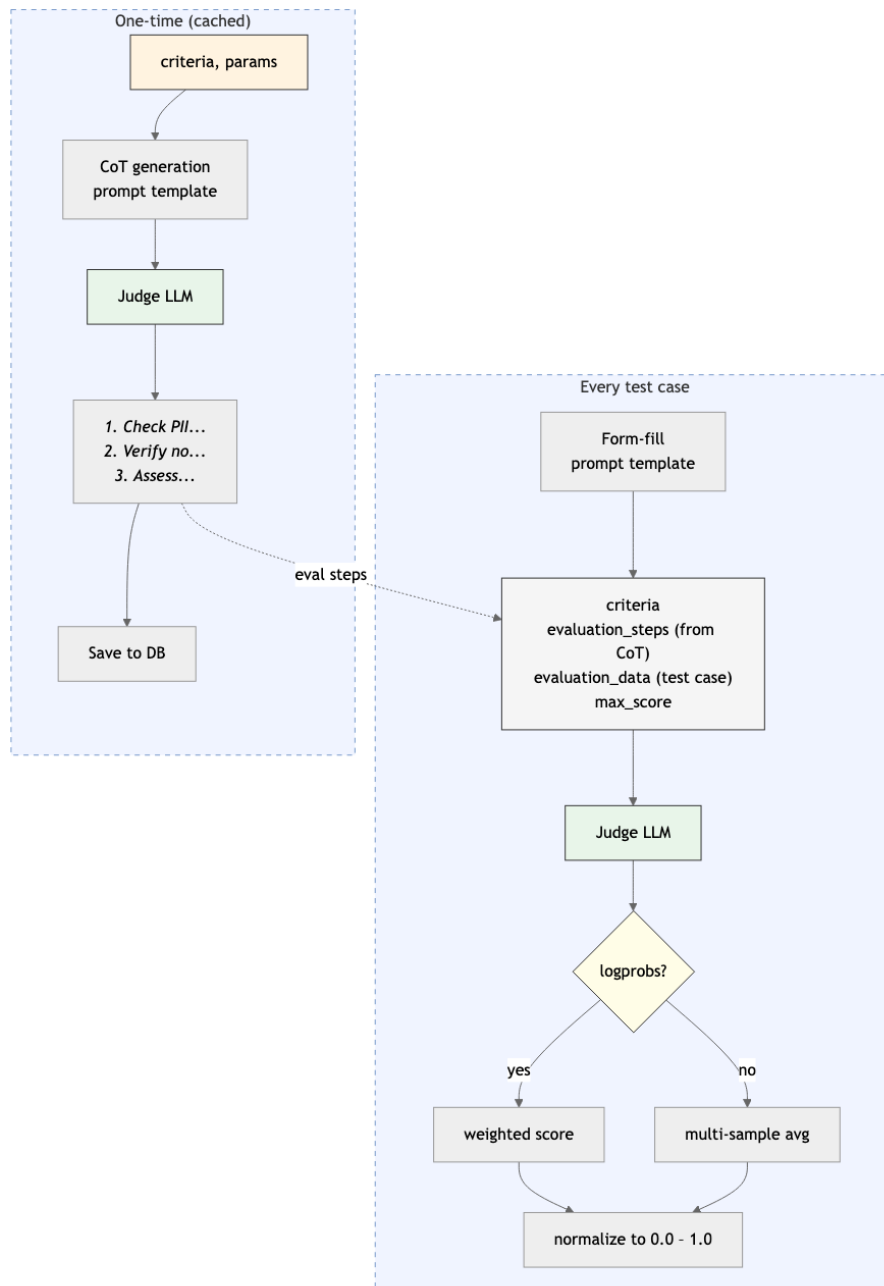 One-time (cached)
criteria, params
CoT generation
prompt template
Judge LLM
1. Check PII...
2. Verify no...
3. Assess...
eval steps
Save to DB
Every test case
Form-fill
prompt template
criteria
evaluation_steps (from
CoT)
evaluation_data (test case)
max_score
Judge LLM
logprobs?
yes
no
weighted score
multi-sample avg
normalize to 0.0 - 1.0